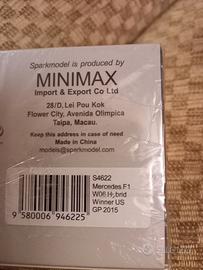 Sparkmodel is produced by
MINIMAX
Import & Export Co Ltd
28/D, Lei Pou Kok
Flower City, Avenida Olimpica
Taipa, Macau.
Keep this address in case of need
Made in China
models@sparkmodel.com
S4622
Mercedes F1
W06 Hybrid
Winner US
GP 2015
9 580006 946225